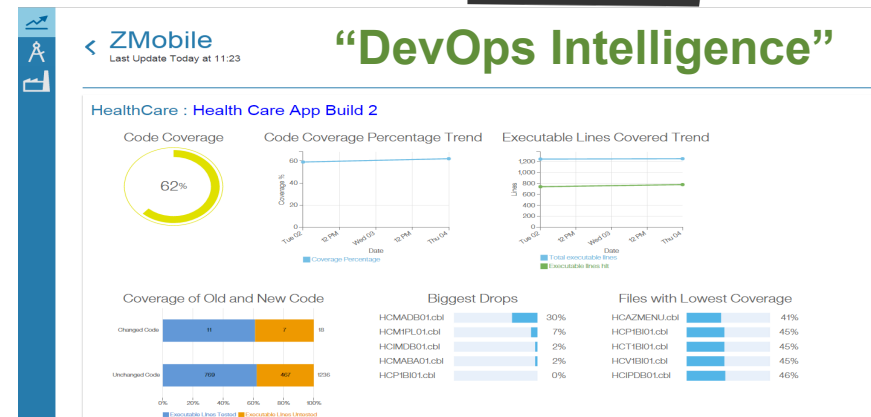 ZMobile
Last Update Today at 11:23
“DevOps Intelligence”
HealthCare : Health Care App Build 2
Code Coverage
62%
Code Coverage Percentage Trend
Coverage %
60
40
20
0
Tue 02
12 PM
Wed 03
12 PM
Thu 04
Date
Coverage Percentage
Executable Lines Covered Trend
Lines
1,200
1,000
800
600
400
200
0
Tue 02
12 PM
Wed 03
12 PM
Thu 04
Date
Total executable lines
Executable lines hit
Coverage of Old and New Code
Changed Code 11 7 18
Unchanged Code 769 467 1236
0% 20% 40% 60% 80% 100%
Executable Lines Tested Executable Lines Untested
Biggest Drops
HCMADB01.cbl 30%
HCM1PL01.cbl 7%
HCIMDB01.cbl 2%
HCMABA01.cbl 2%
HCP1BI01.cbl 0%
Files with Lowest Coverage
HCAZMENU.cbl 41%
HCP1BI01.cbl 45%
HCT1BI01.cbl 45%
HCV1BI01.cbl 45%
HCIPDB01.cbl 46%